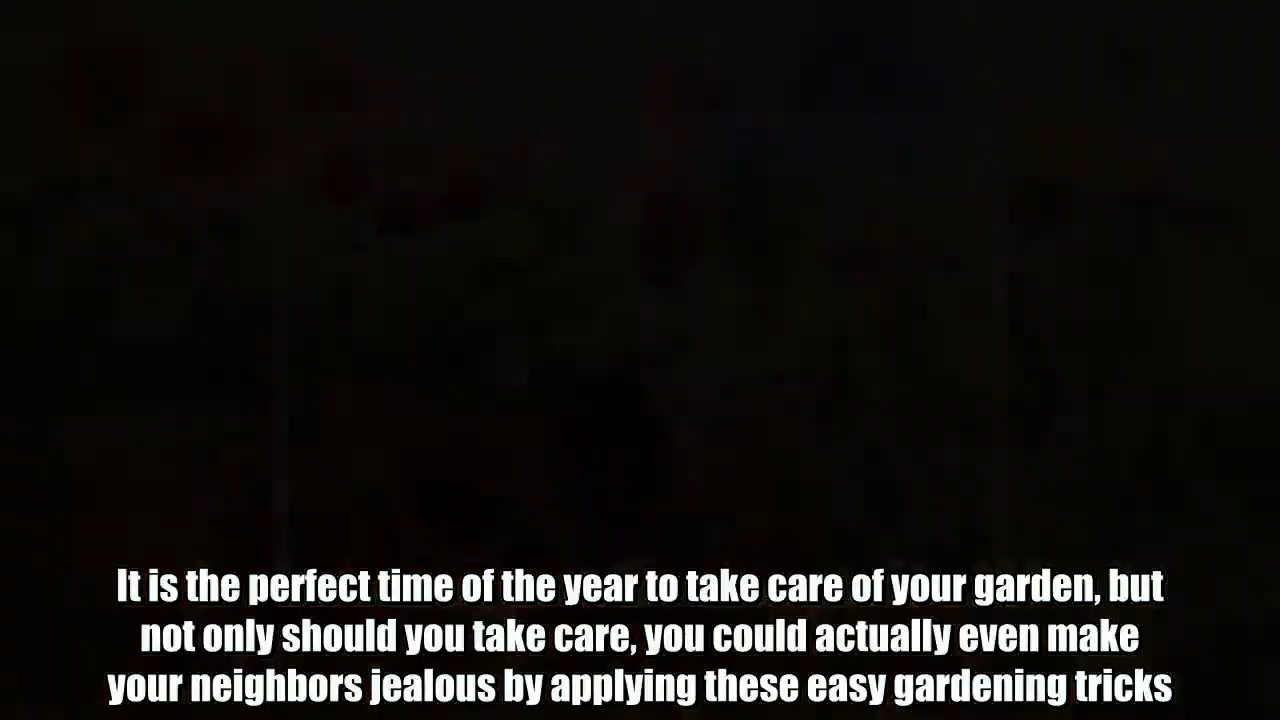 It is the perfect time of the year to take care of your garden, but
not only should you take care, you could actually even make
your neighbors jealous by applying these easy gardening tricks